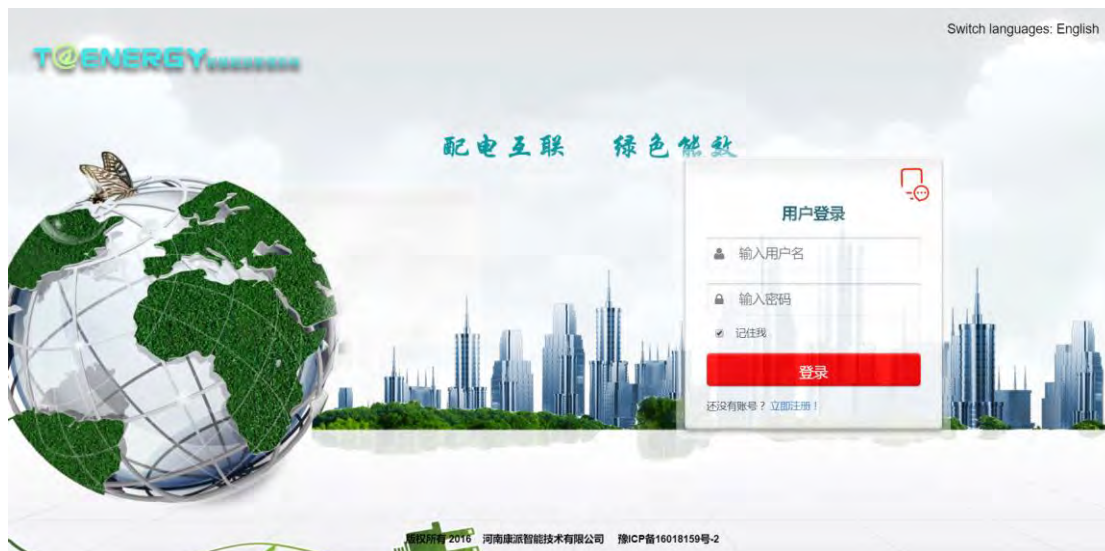 Switch languages: English
T@ENERGY
配电互联 绿色能效
用户登录
输入用户名
输入密码
记住我
登录
还没有账号？立即注册！
版权所有 2016 河南康派智能技术有限公司 豫ICP备16018159号-2